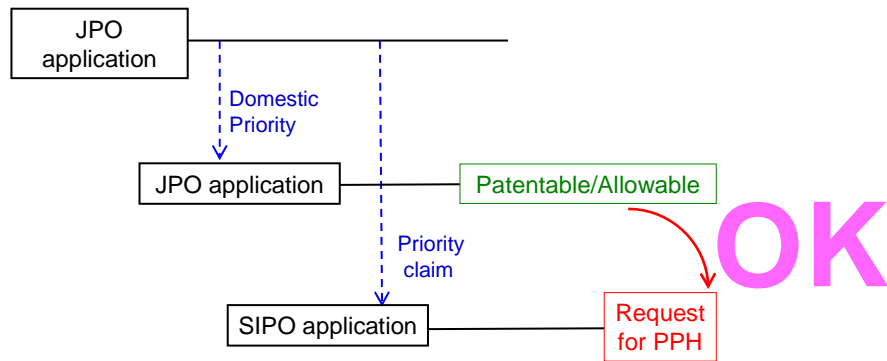 JPO
application
Domestic
Priority
JPO application
Patentable/Allowable
OK
Priority
claim
SIPO application
Request
for PPH